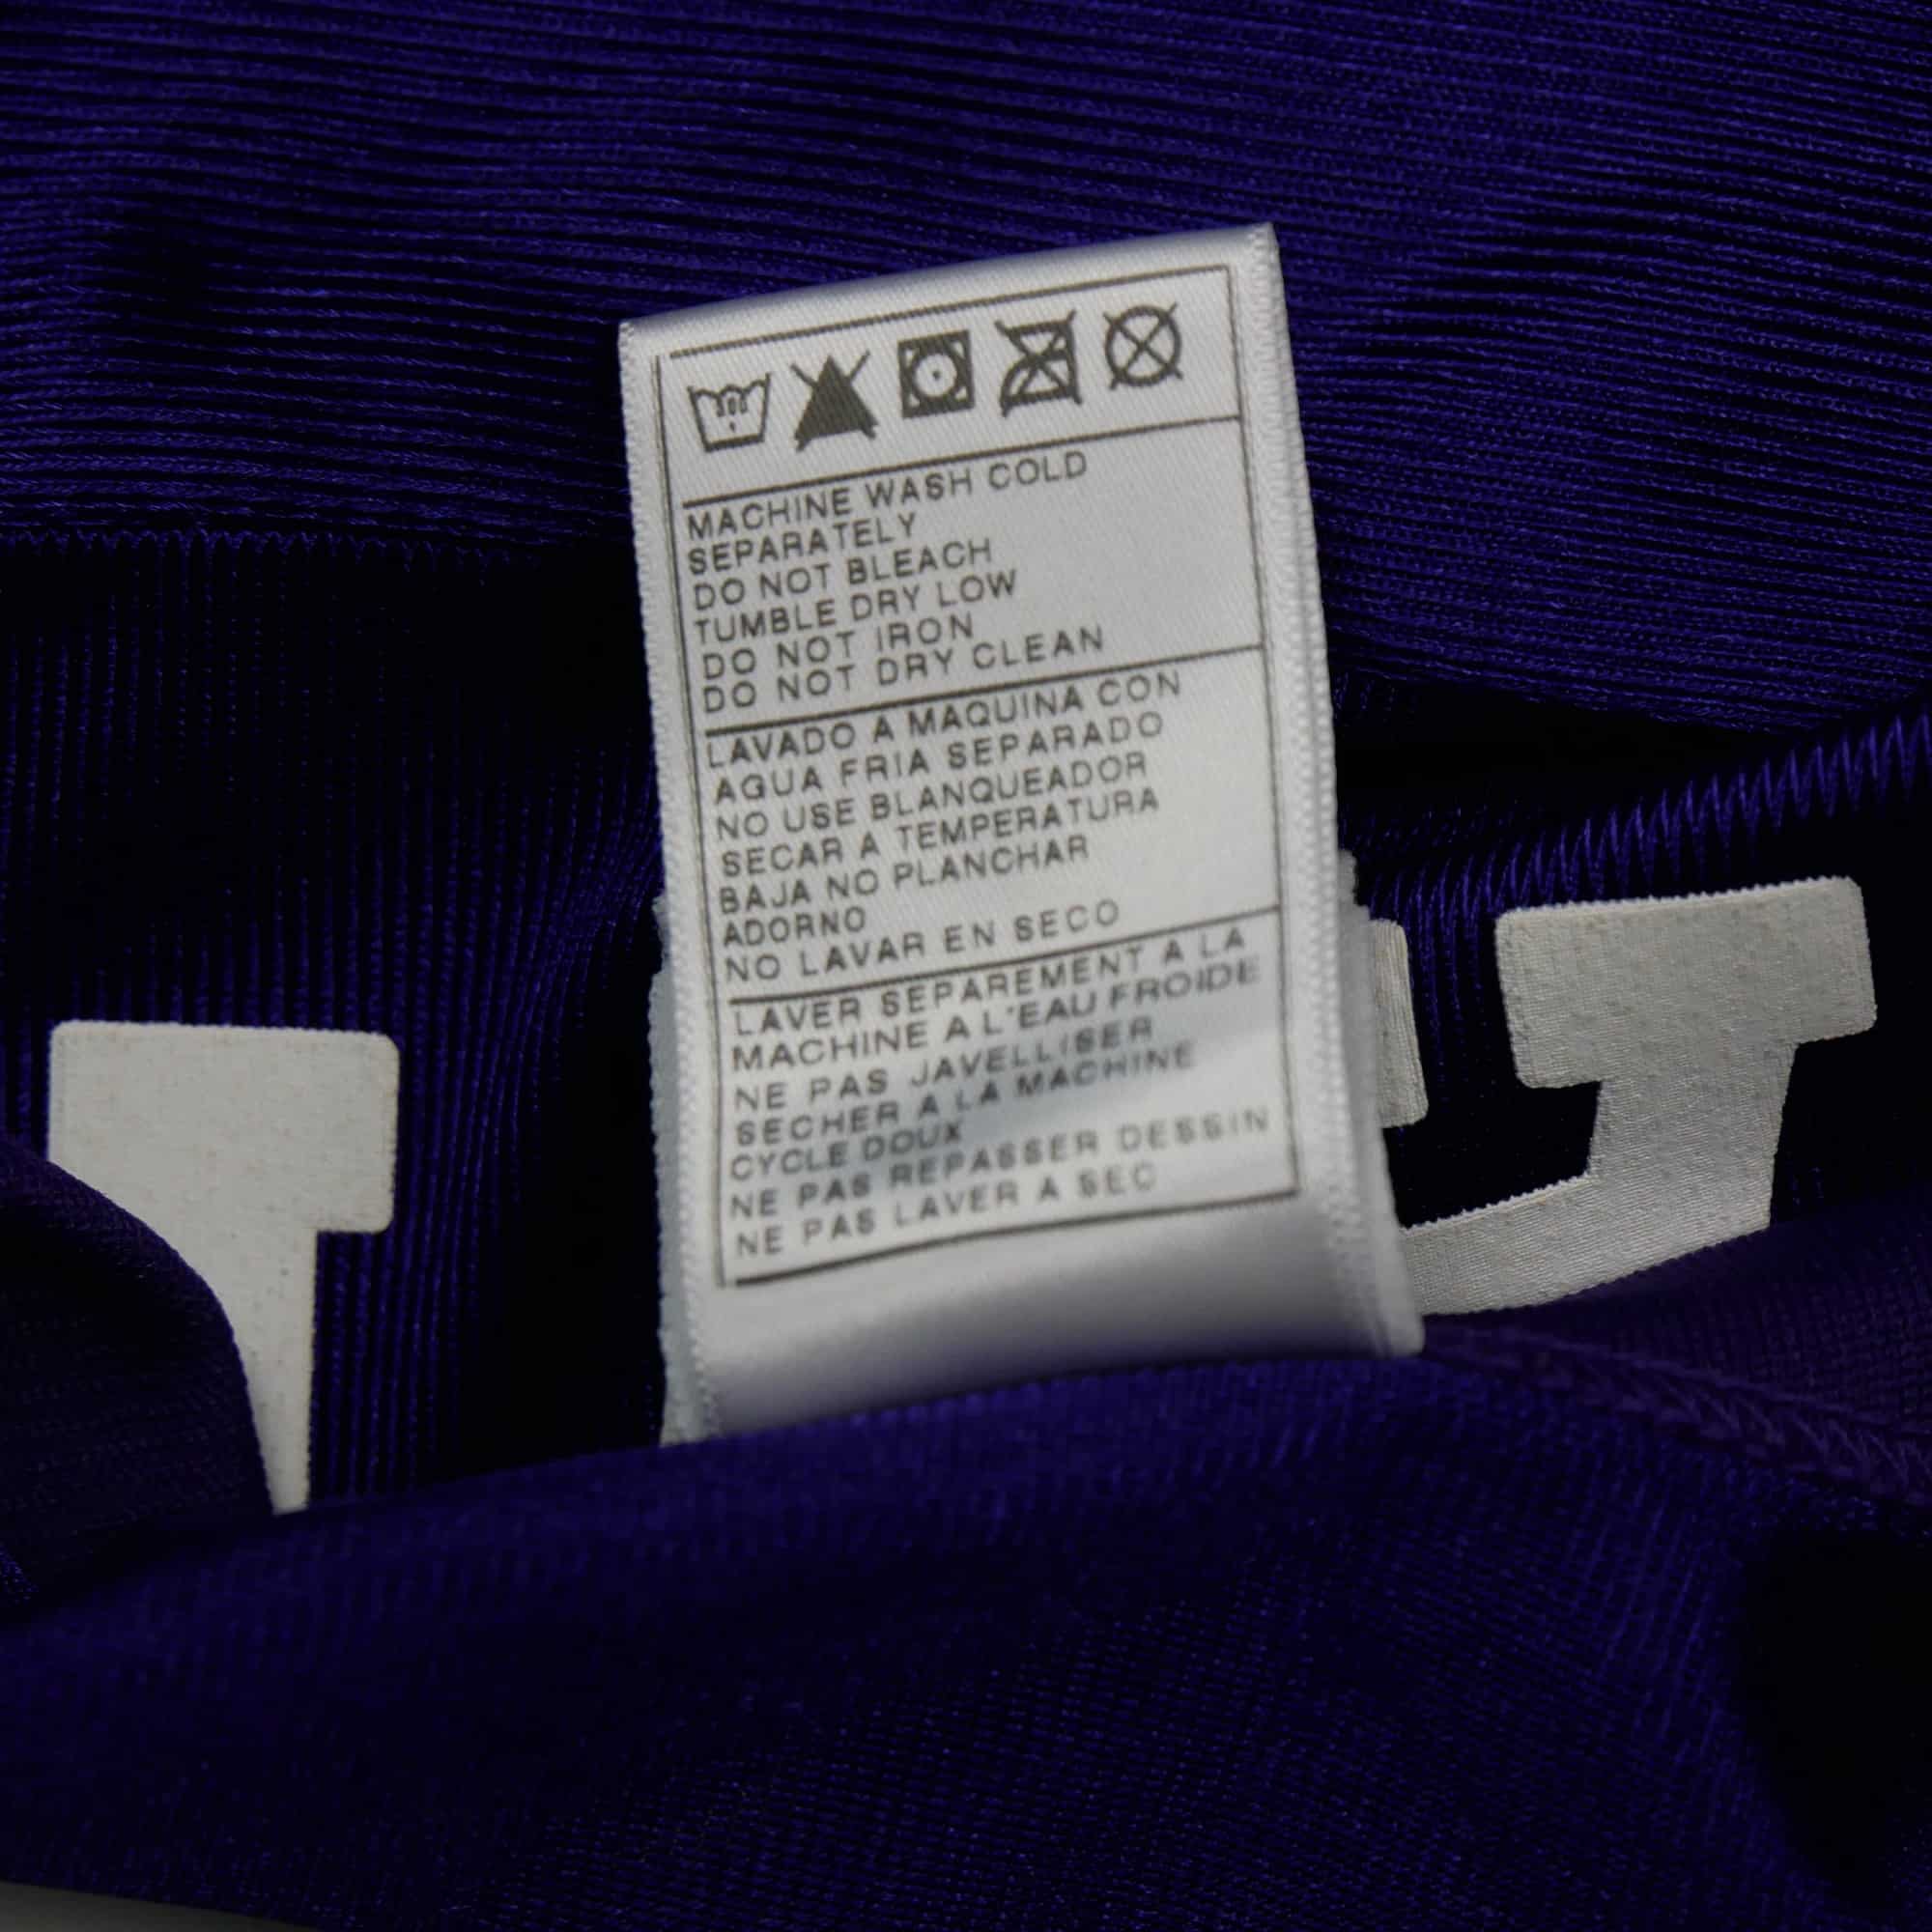 MACHINE WASH COLD
SEPARATELY
DO NOT BLEACH
TUMBLE DRY LOW
DO NOT IRON
DO NOT DRY CLEAN
LAVADO A MAQUINA CON
AGUA FRIA SEPARADO
NO USE BLANQUEADOR
SECAR A TEMPERATURA
BAJA NO PLANCHAR
ADORNO
NO LAVAR EN SECO
LAVER SEPAREMENT A LA
MACHINE A L'EAU FROIDE
NE PAS JAVELLISER
SECHER A LA MACHINE
CYCLE DOUX
NE PAS REPASSER DESSIN
NE PAS LAVER A SEC